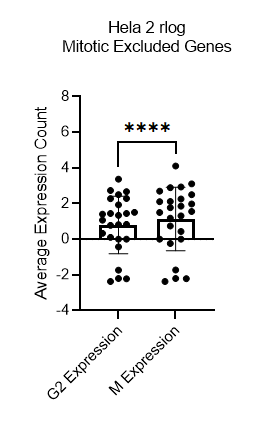 Hela 2 rlog
Mitotic Excluded Genes
****
8
6
4
2
0
-2
-4
Average Expression Count
G2 Expression
M Expression